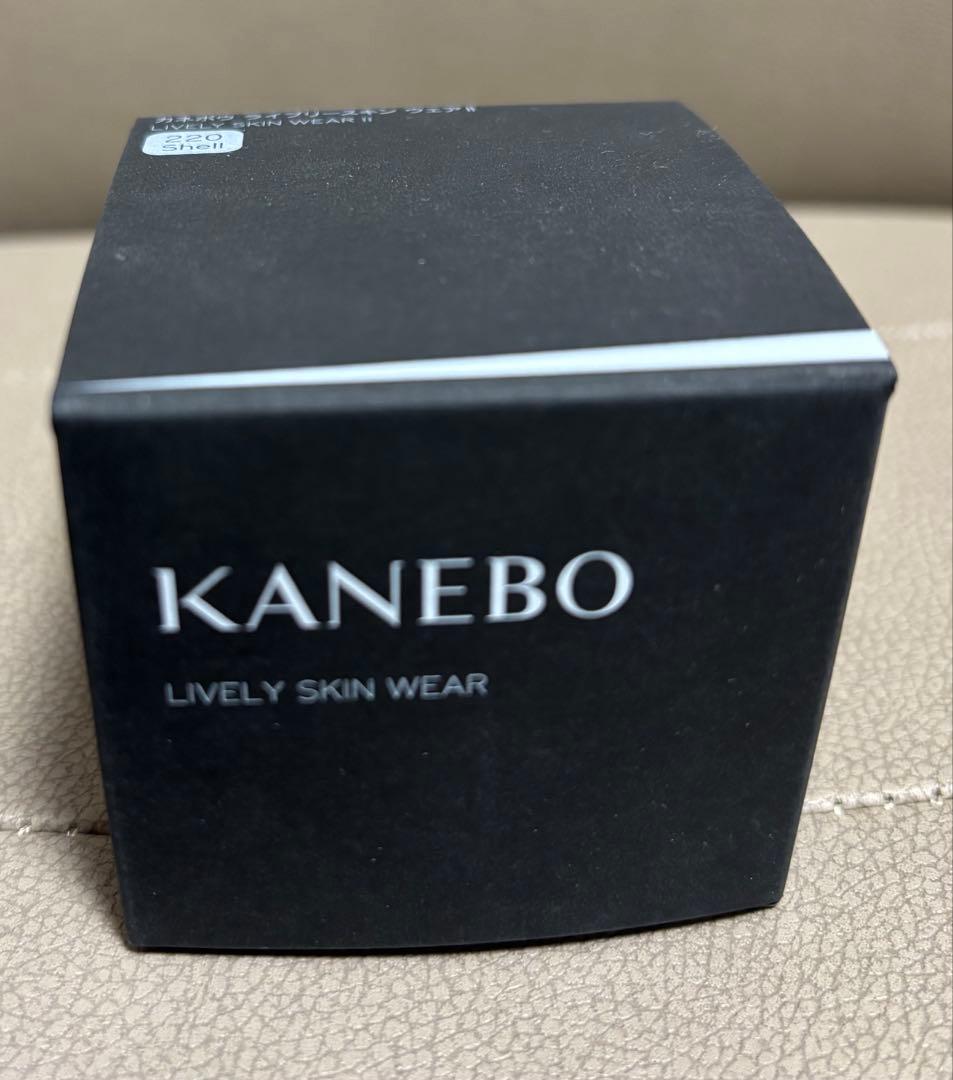 カネボウ ライブリースキン ウェアⅡ
LIVELY SKIN WEAR II
220
Shell
KANEBO
LIVELY SKIN WEAR